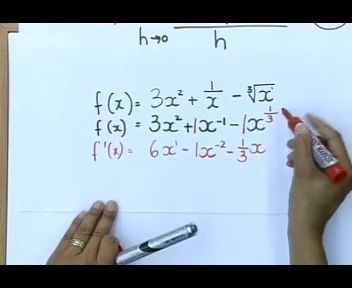 h→0 h
f(x) = 3x² + 1/x - ∛x
f(x) = 3x² + 1x⁻¹ - 1x^{1/3}
f'(x) = 6x¹ - 1x⁻² - 1/3 x